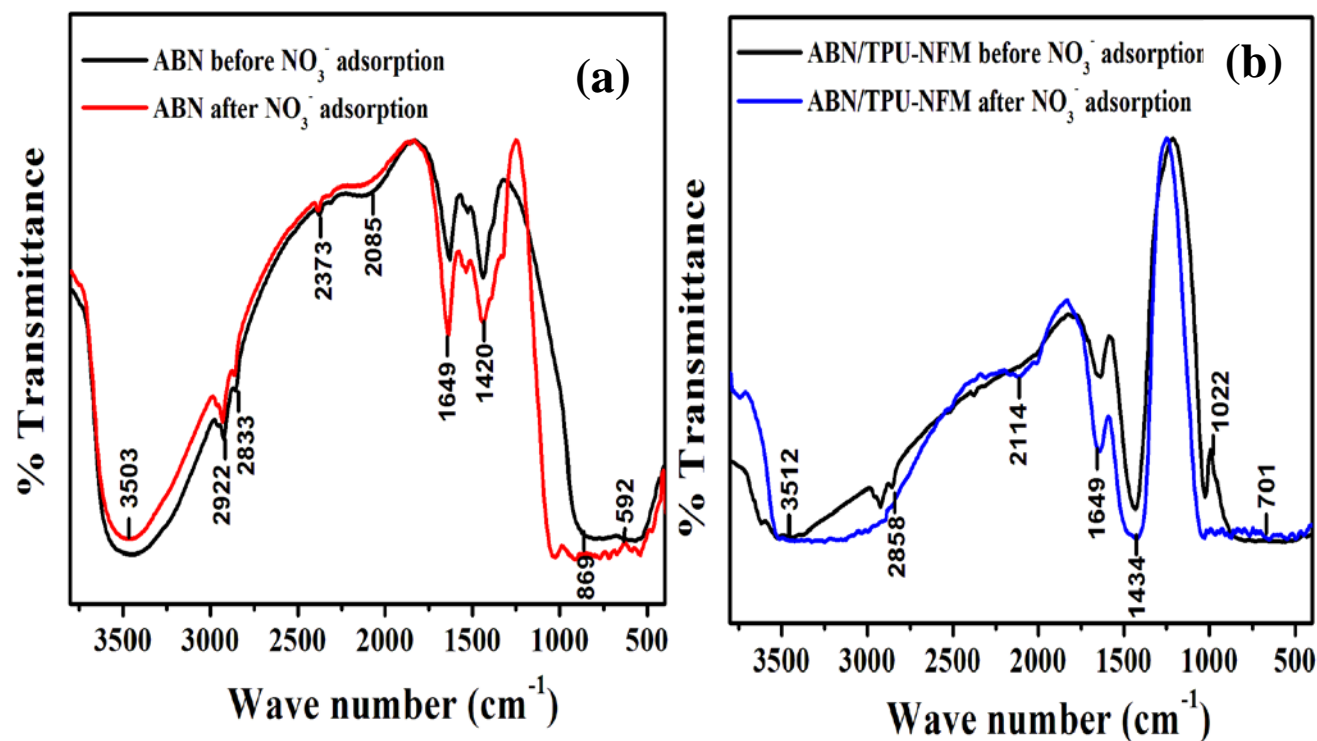 ABN before NO₃⁻ adsorption
ABN after NO₃⁻ adsorption
(a)
% Transmittance
3503
2922
2833
2373
2085
1649
1420
869
592
3500 3000 2500 2000 1500 1000 500
Wave number (cm⁻¹)
ABN/TPU-NFM before NO₃⁻ adsorption
ABN/TPU-NFM after NO₃⁻ adsorption
(b)
% Transmittance
3512
2858
2114
1649
1434
1022
701
3500 3000 2500 2000 1500 1000 500
Wave number (cm⁻¹)